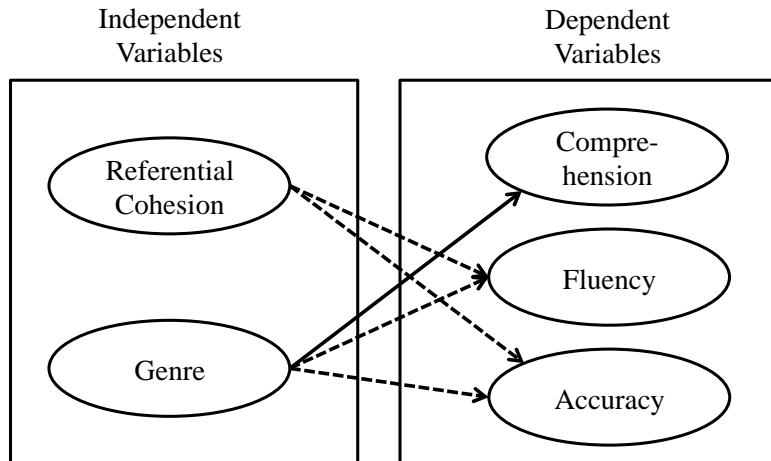 Independent
Variables
Dependent
Variables
Referential
Cohesion
Genre
Compre-
hension
Fluency
Accuracy